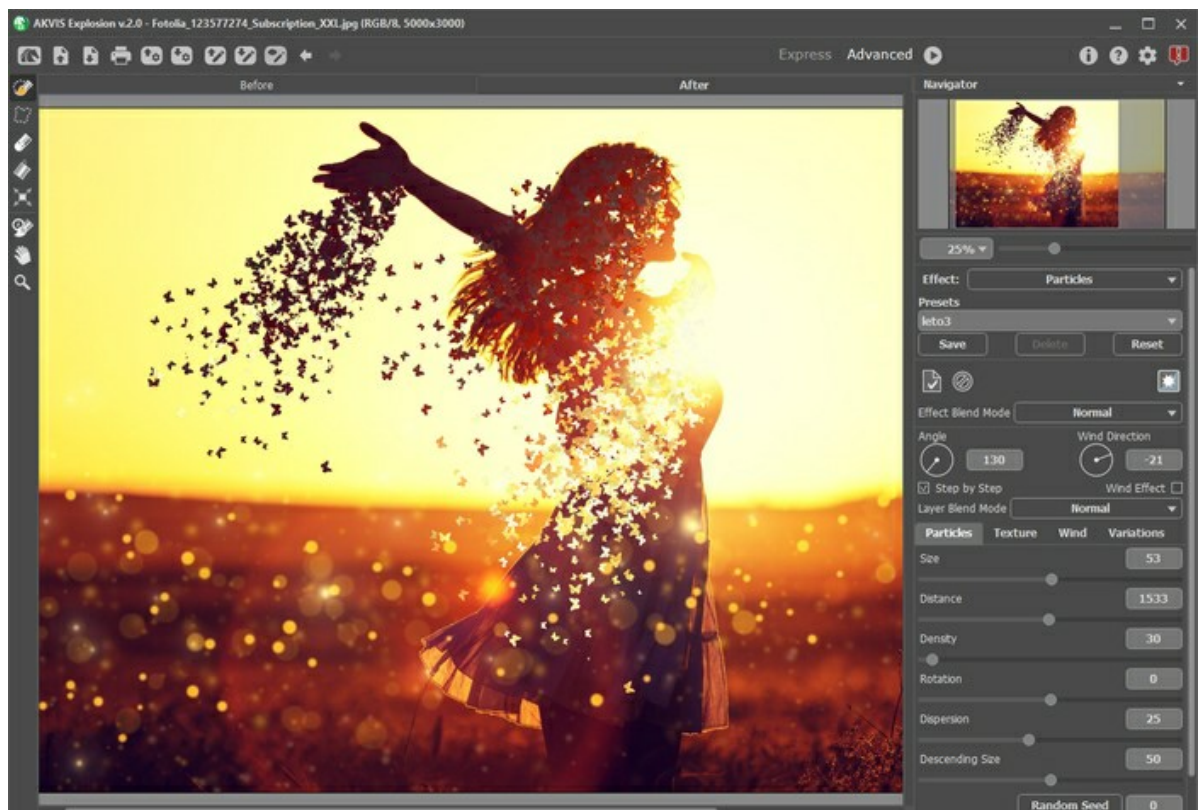 AKVIS Explosion v.2.0 - Fotolia_123577274_Subscription_XXL.jpg (RGB/8, 5000x3000)
Express Advanced
Before After
Navigator
25%
Effect: Particles
Presets
leto3
Save Delete Reset
Effect Blend Mode Normal
Angle Wind Direction
130 -21
Step by Step Wind Effect
Layer Blend Mode Normal
Particles Texture Wind Variations
Size 53
Distance 1533
Density 30
Rotation 0
Dispersion 25
Descending Size 50
Random Seed 0